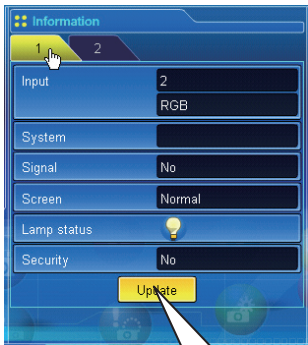 Information
1 2
Input 2
RGB
System
Signal No
Screen Normal
Lamp status
Security No
Update